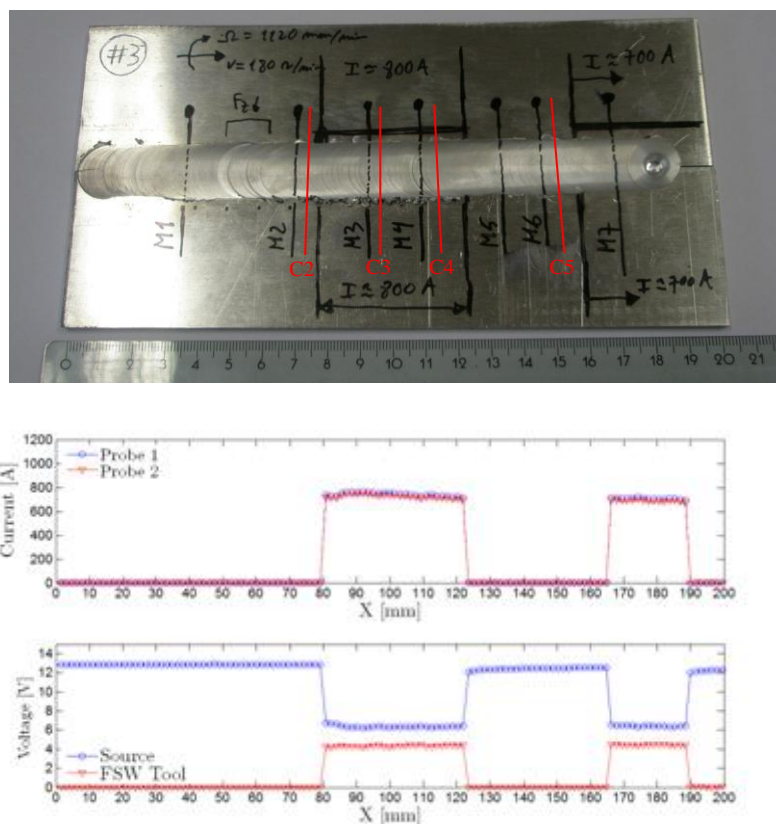 #3
Ω = 1120
v = 180
I ≃ 800 A
I ≃ 700 A
Fz↓
M1
M2
M3
M4
M5
M6
M7
C2
C3
C4
C5
I ≃ 800 A
I ≃ 700 A
0 1 2 3 4 5 6 7 8 9 10 11 12 13 14 15 16 17 18 19 20 21
1200
1000
800
600
400
200
0
Current [A]
Probe 1
Probe 2
0 10 20 30 40 50 60 70 80 90 100 110 120 130 140 150 160 170 180 190 200
X [mm]
14
12
10
8
6
4
2
0
Voltage [V]
Source
FSW Tool
0 10 20 30 40 50 60 70 80 90 100 110 120 130 140 150 160 170 180 190 200
X [mm]